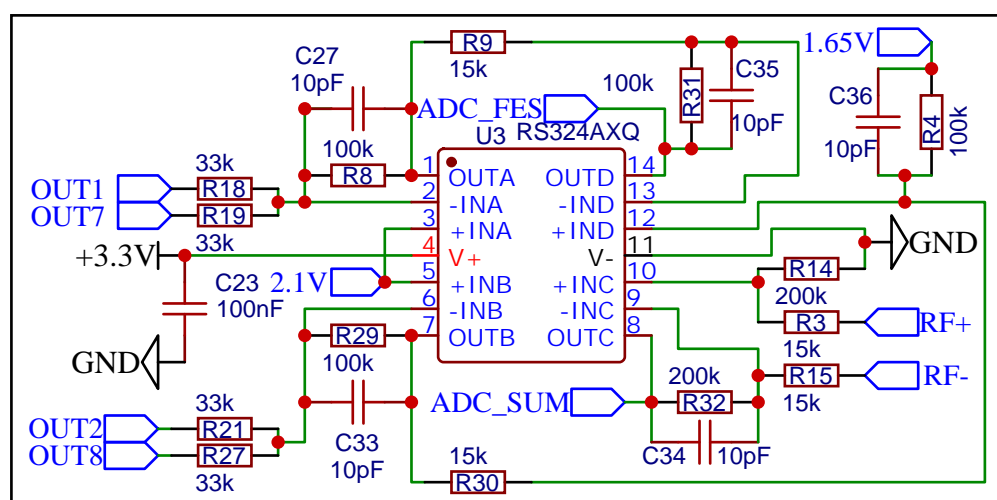 C27
10pF
R9
15k
1.65V
ADC_FES
100k
R31
C35
10pF
C36
10pF
R4
100k
U3
RS324AXQ
100k
R8
33k
OUT1
R18
OUT7
R19
33k
1
OUTA
2
-INA
3
+INA
4
V+
5
+INB
6
-INB
7
OUTB
14
OUTD
13
-IND
12
+IND
11
V-
10
+INC
9
-INC
8
OUTC
+3.3V
C23
100nF
2.1V
GND
GND
R14
200k
R3
RF+
15k
R15
RF-
15k
R29
100k
33k
OUT2
R21
OUT8
R27
33k
C33
10pF
ADC_SUM
200k
R32
C34
10pF
15k
R30